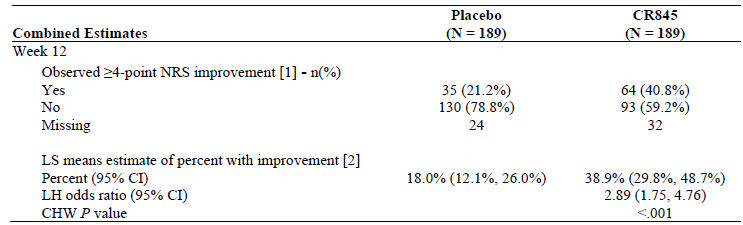 Placebo CR845
Combined Estimates (N = 189) (N = 189)
Week 12
Observed ≥4-point NRS improvement [1] - n(%)
Yes 35 (21.2%) 64 (40.8%)
No 130 (78.8%) 93 (59.2%)
Missing 24 32
LS means estimate of percent with improvement [2]
Percent (95% CI) 18.0% (12.1%, 26.0%) 38.9% (29.8%, 48.7%)
LH odds ratio (95% CI) 2.89 (1.75, 4.76)
CHW P value <.001